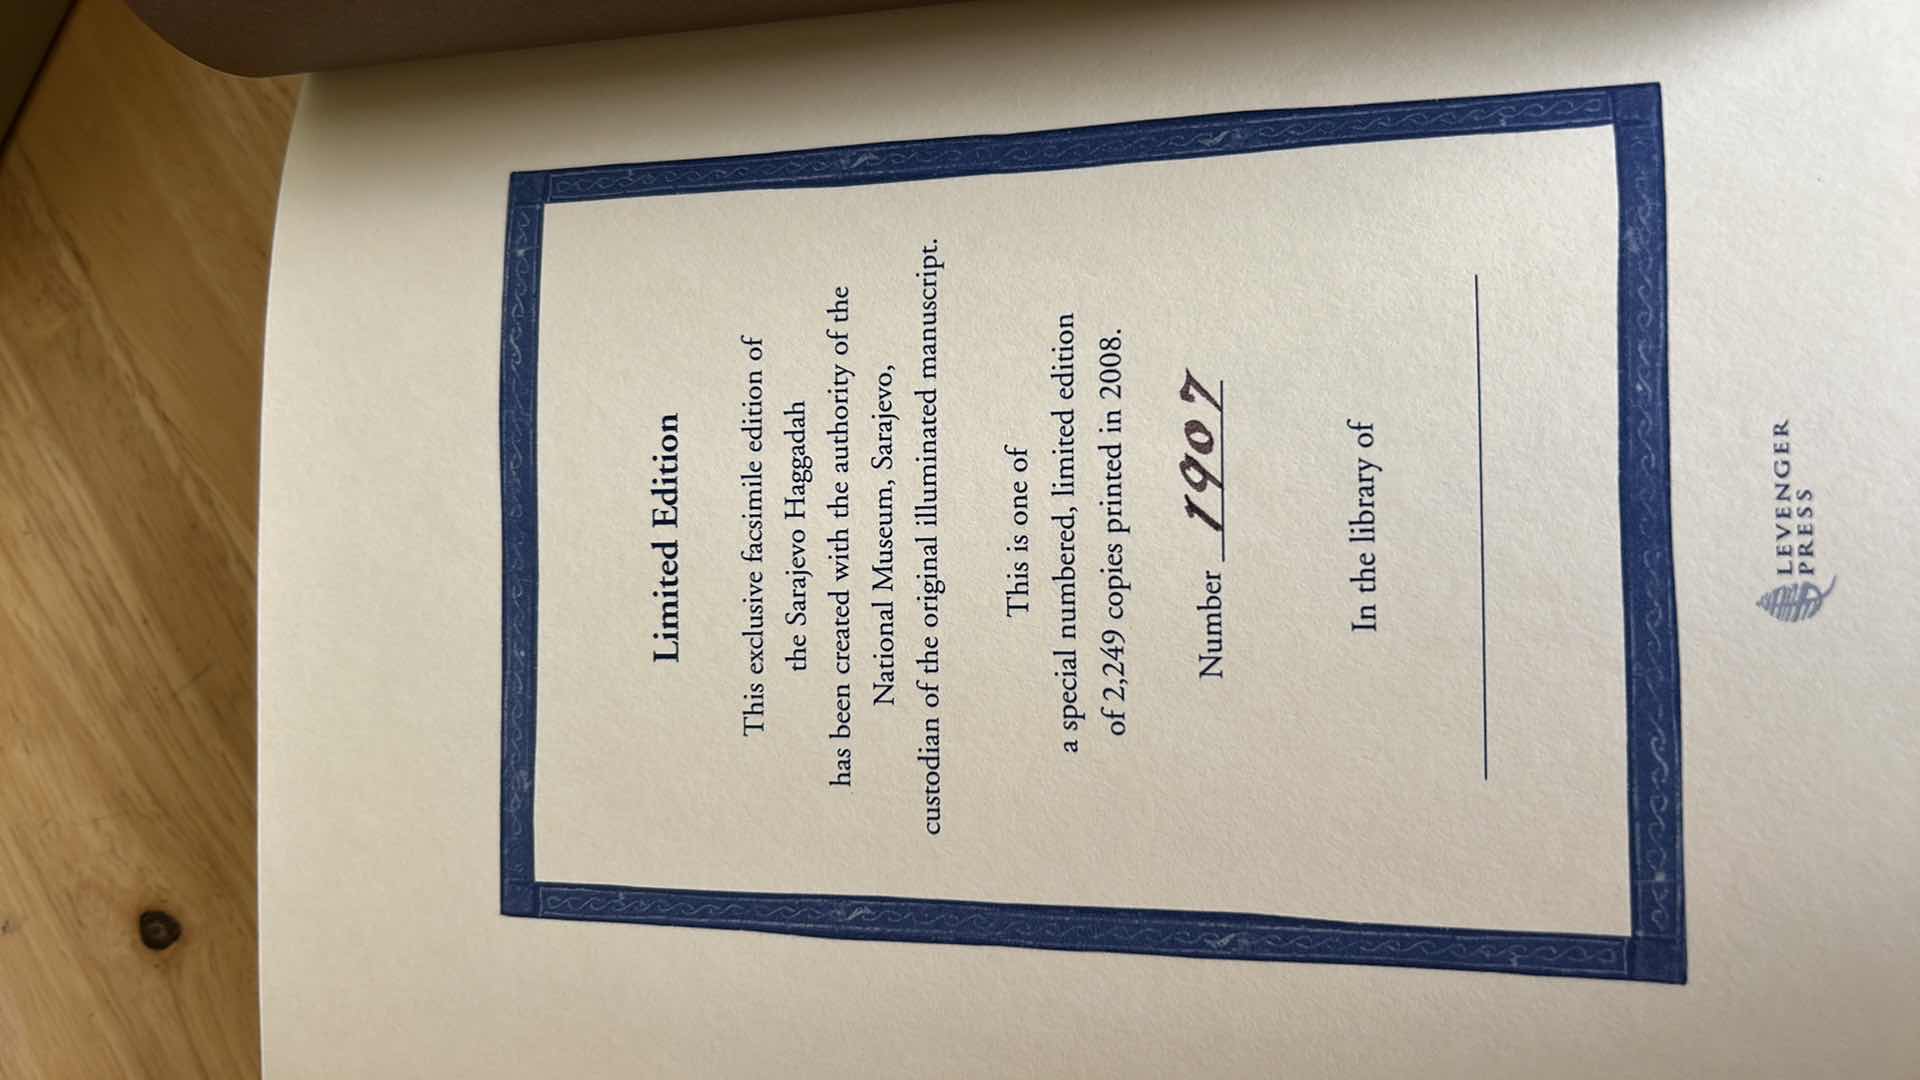 Limited Edition
This exclusive facsimile edition of
the Sarajevo Haggadah
has been created with the authority of the
National Museum, Sarajevo,
custodian of the original illuminated manuscript.
This is one of
a special numbered, limited edition
of 2,249 copies printed in 2008.
Number 1907
In the library of
LEVENGER
PRESS